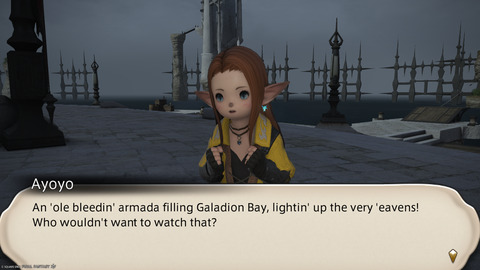 Ayoyo
An 'ole bleedin' armada filling Galadion Bay, lightin' up the very 'eavens!
Who wouldn't want to watch that?